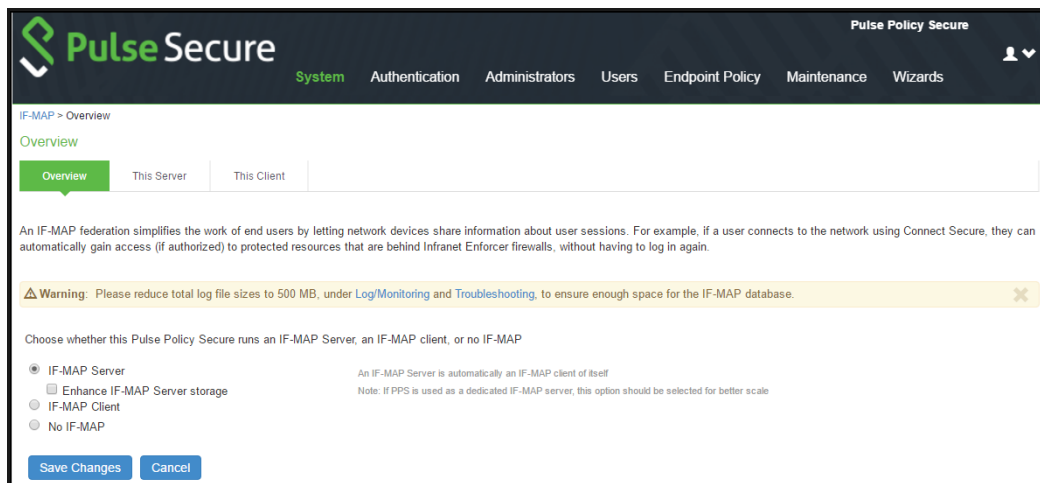 Pulse Policy Secure
Pulse Secure
System Authentication Administrators Users Endpoint Policy Maintenance Wizards
IF-MAP > Overview
Overview
Overview This Server This Client
An IF-MAP federation simplifies the work of end users by letting network devices share information about user sessions. For example, if a user connects to the network using Connect Secure, they can
automatically gain access (if authorized) to protected resources that are behind Infranet Enforcer firewalls, without having to log in again.
Warning: Please reduce total log file sizes to 500 MB, under Log/Monitoring and Troubleshooting, to ensure enough space for the IF-MAP database.
Choose whether this Pulse Policy Secure runs an IF-MAP Server, an IF-MAP client, or no IF-MAP
IF-MAP Server An IF-MAP Server is automatically an IF-MAP client of itself
Enhance IF-MAP Server storage Note: If PPS is used as a dedicated IF-MAP server, this option should be selected for better scale
IF-MAP Client
No IF-MAP
Save Changes Cancel